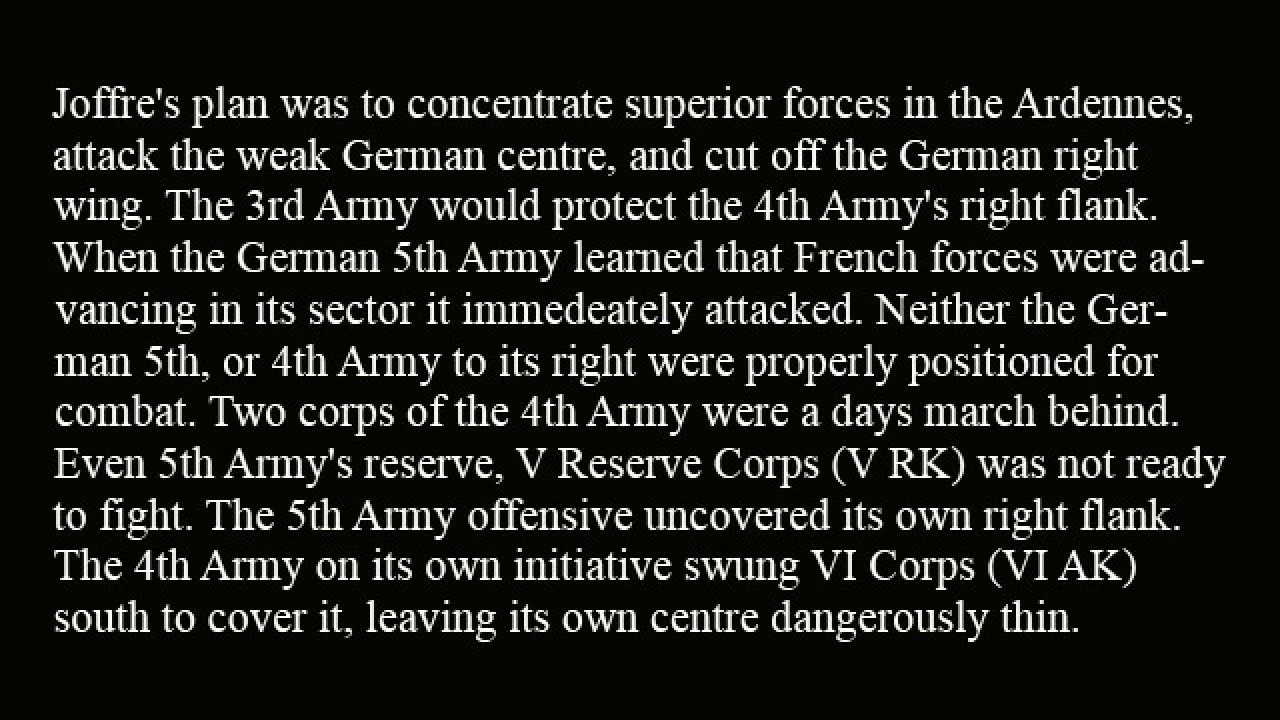 Joffre's plan was to concentrate superior forces in the Ardennes,
attack the weak German centre, and cut off the German right
wing. The 3rd Army would protect the 4th Army's right flank.
When the German 5th Army learned that French forces were ad-
vancing in its sector it immedeately attacked. Neither the Ger-
man 5th, or 4th Army to its right were properly positioned for
combat. Two corps of the 4th Army were a days march behind.
Even 5th Army's reserve, V Reserve Corps (V RK) was not ready
to fight. The 5th Army offensive uncovered its own right flank.
The 4th Army on its own initiative swung VI Corps (VI AK)
south to cover it, leaving its own centre dangerously thin.